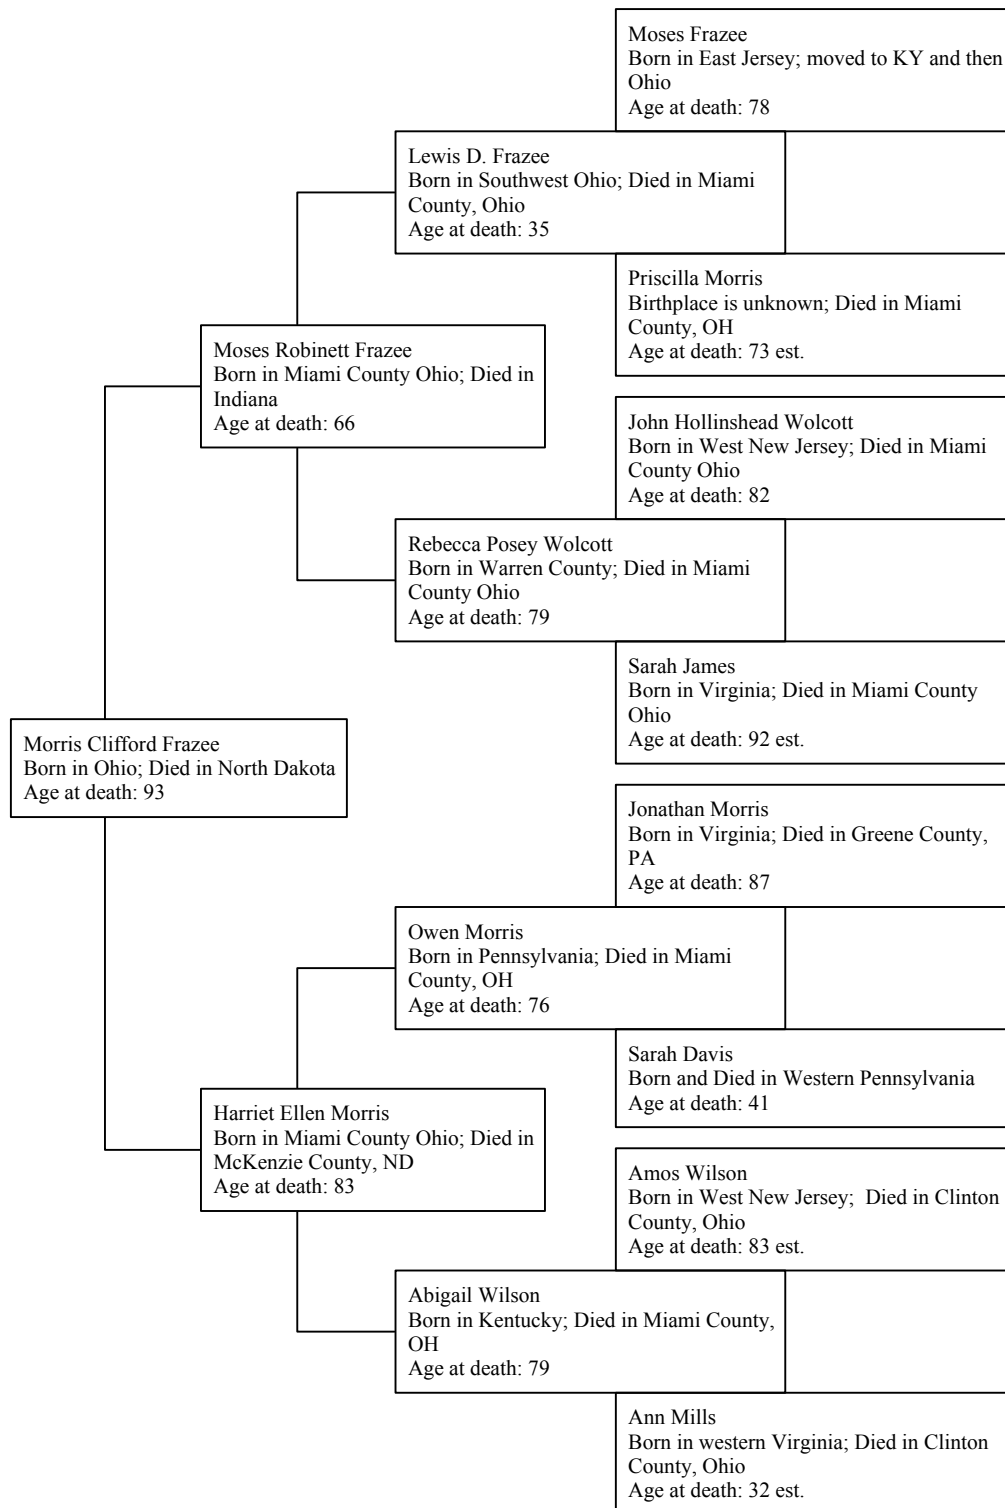 Moses Frazee
Born in East Jersey; moved to KY and then
Ohio
Age at death: 78
Lewis D. Frazee
Born in Southwest Ohio; Died in Miami
County, Ohio
Age at death: 35
Priscilla Morris
Birthplace is unknown; Died in Miami
County, OH
Age at death: 73 est.
Moses Robinett Frazee
Born in Miami County Ohio; Died in
Indiana
Age at death: 66
John Hollinshead Wolcott
Born in West New Jersey; Died in Miami
County Ohio
Age at death: 82
Rebecca Posey Wolcott
Born in Warren County; Died in Miami
County Ohio
Age at death: 79
Sarah James
Born in Virginia; Died in Miami County
Ohio
Age at death: 92 est.
Morris Clifford Frazee
Born in Ohio; Died in North Dakota
Age at death: 93
Jonathan Morris
Born in Virginia; Died in Greene County,
PA
Age at death: 87
Owen Morris
Born in Pennsylvania; Died in Miami
County, OH
Age at death: 76
Sarah Davis
Born and Died in Western Pennsylvania
Age at death: 41
Harriet Ellen Morris
Born in Miami County Ohio; Died in
McKenzie County, ND
Age at death: 83
Amos Wilson
Born in West New Jersey;  Died in Clinton
County, Ohio
Age at death: 83 est.
Abigail Wilson
Born in Kentucky; Died in Miami County,
OH
Age at death: 79
Ann Mills
Born in western Virginia; Died in Clinton
County, Ohio
Age at death: 32 est.